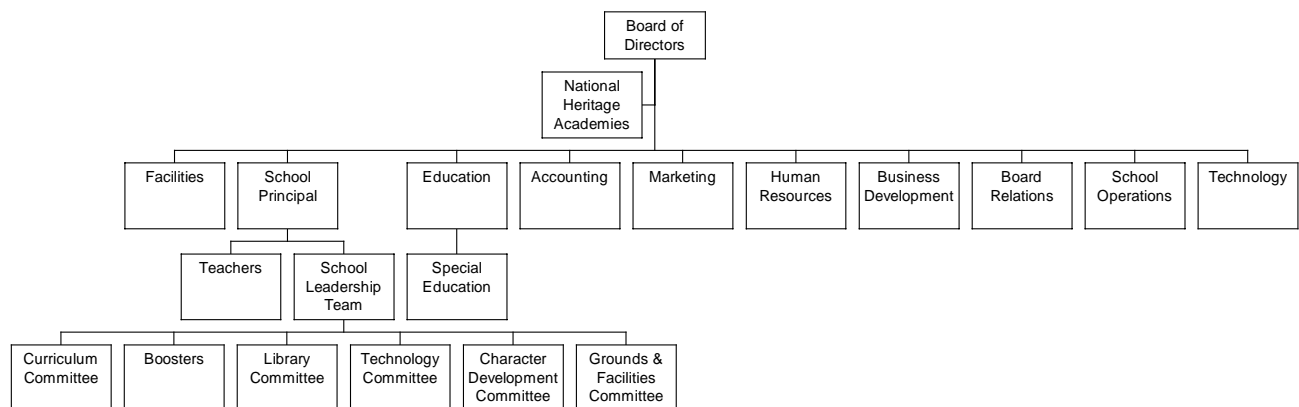 Board of
Directors
National
Heritage
Academies
Facilities
School
Principal
Education
Accounting
Marketing
Human
Resources
Business
Development
Board
Relations
School
Operations
Technology
Teachers
School
Leadership
Team
Special
Education
Curriculum
Committee
Boosters
Library
Committee
Technology
Committee
Character
Development
Committee
Grounds &
Facilities
Committee